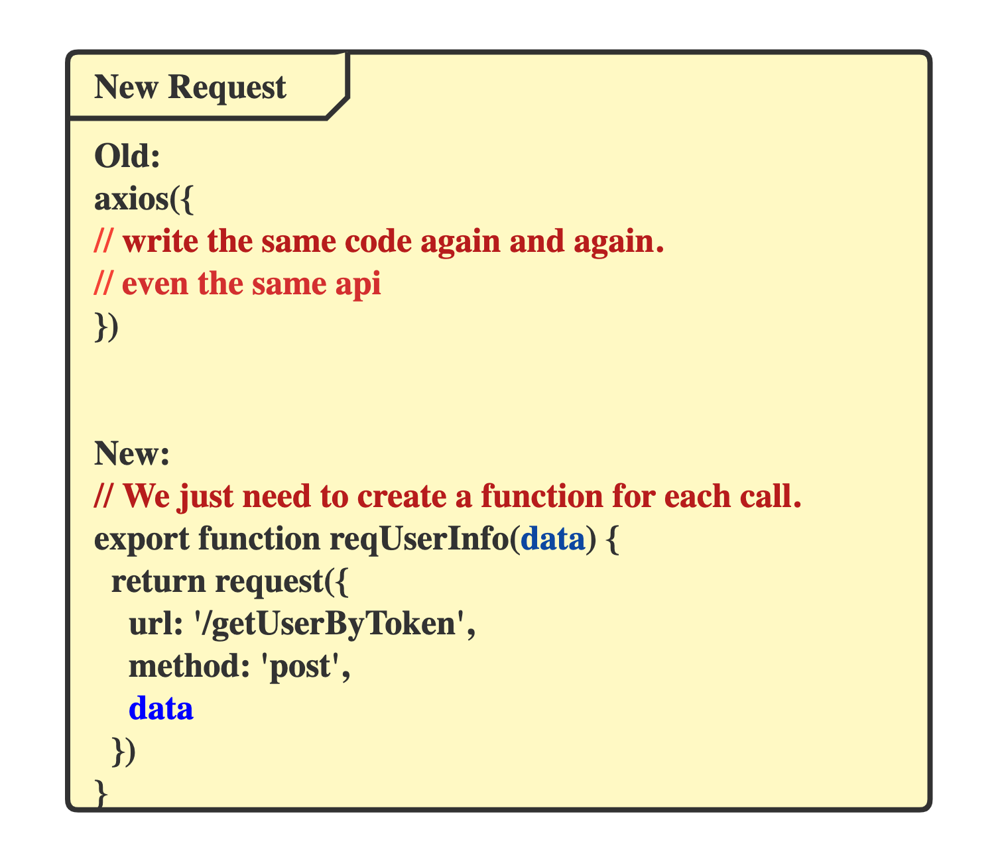 New Request
Old:
axios({
// write the same code again and again.
// even the same api
})
New:
// We just need to create a function for each call.
export function reqUserInfo(data) {
  return request({
    url: '/getUserByToken',
    method: 'post',
    data
  })
}